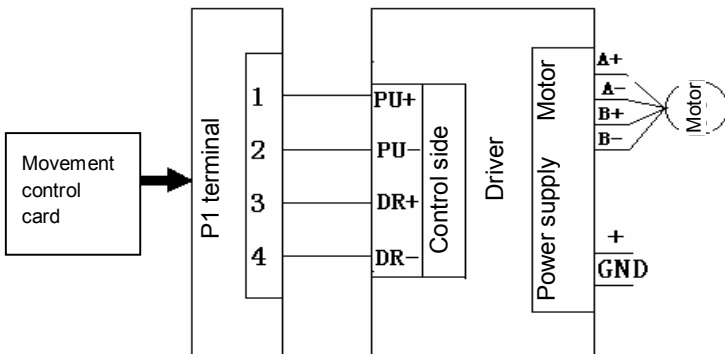 Movement
control
card
P1 terminal
1
2
3
4
PU+
PU-
DR+
DR-
Control side
Driver
Power supply Motor
A+
A-
B+
B-
Motor
+
GND